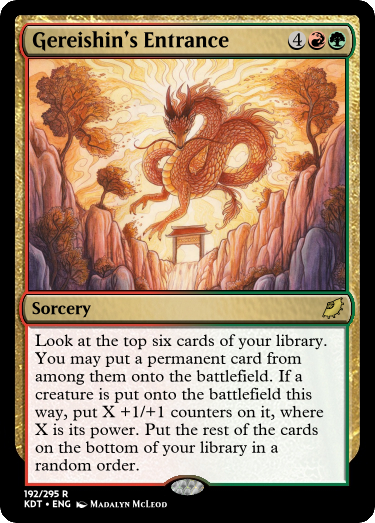 Gereishin's Entrance 4
Sorcery
Look at the top six cards of your library.
You may put a permanent card from
among them onto the battlefield. If a
creature is put onto the battlefield this
way, put X +1/+1 counters on it, where
X is its power. Put the rest of the cards
on the bottom of your library in a
random order.
192/295 R
KDT • ENG Madalyn McLeod